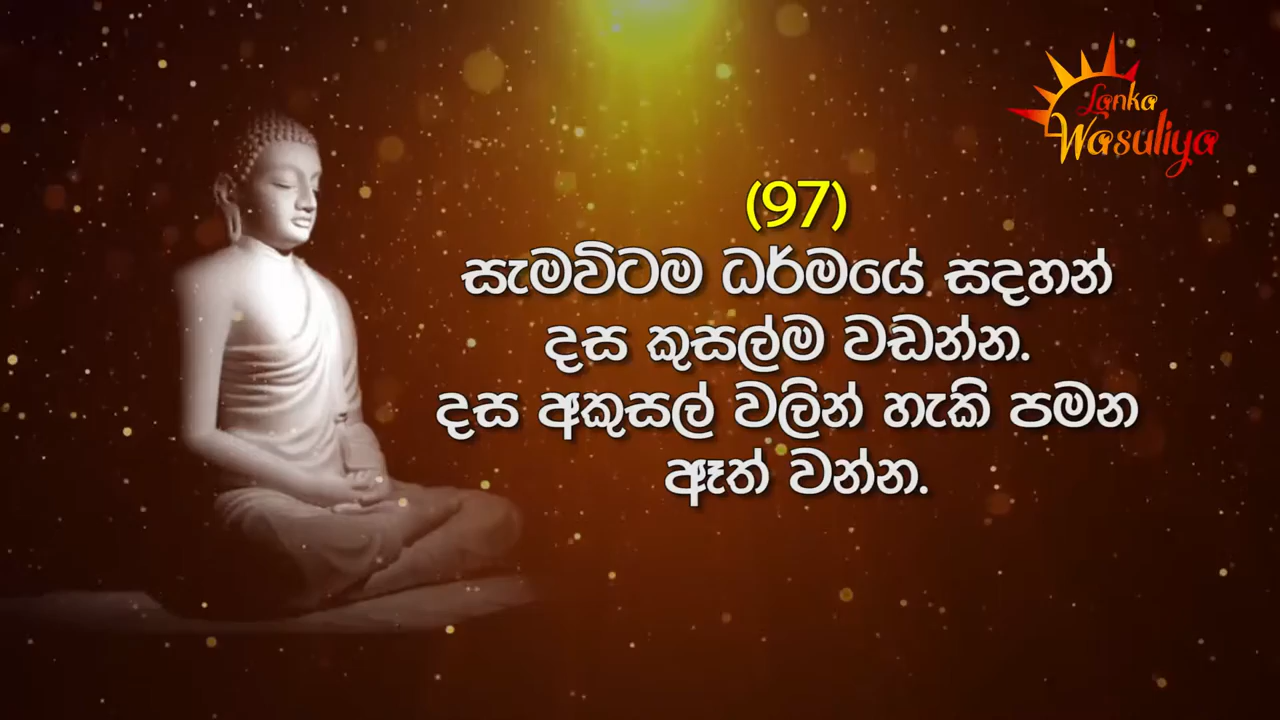 Lanka
Wasuliya
(97)
සැමවිටම ධර්මයේ සදහන්
දස කුසල්ම වඩන්න.
දස අකුසල් වලින් හැකි පමන
ඈත් වන්න.